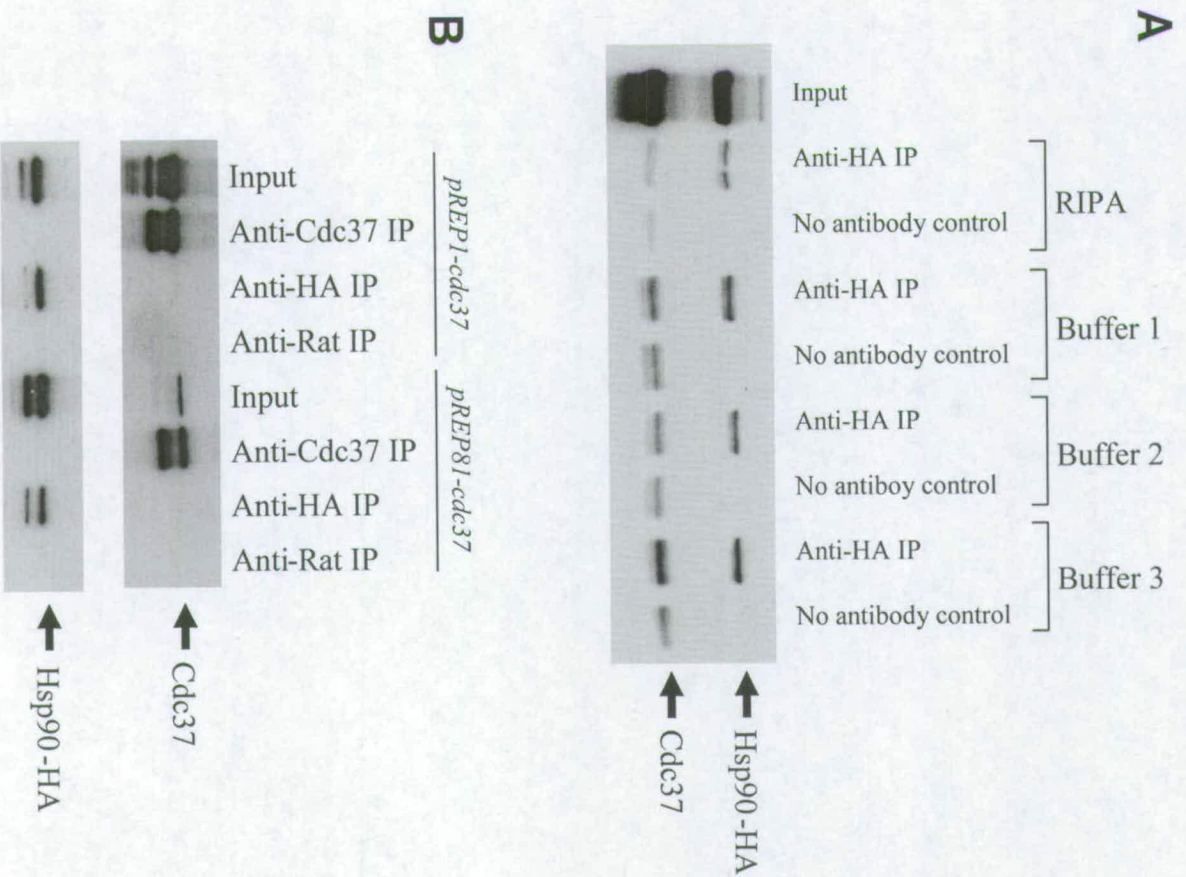 A
RIPA
Buffer 1
Buffer 2
Buffer 3
Input
Anti-HA IP
No antibody control
Anti-HA IP
No antibody control
Anti-HA IP
No antiboy control
Anti-HA IP
No antibody control
Hsp90-HA
Cdc37
B
pREP1-cdc37
pREP81-cdc37
Input
Anti-Cdc37 IP
Anti-HA IP
Anti-Rat IP
Input
Anti-Cdc37 IP
Anti-HA IP
Anti-Rat IP
Cdc37
Hsp90-HA